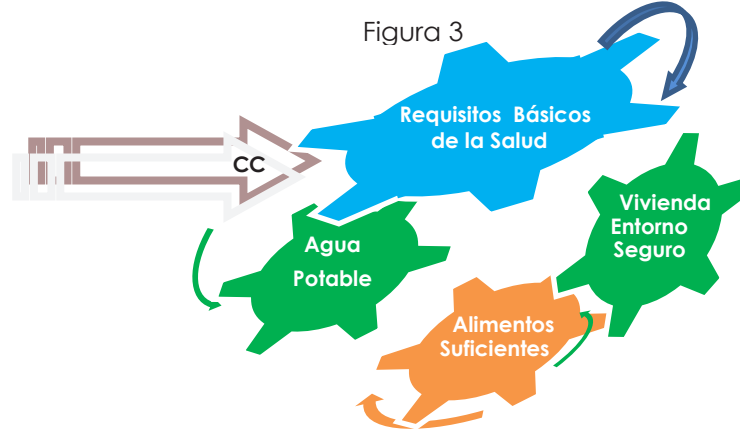 Figura 3
Requisitos Básicos
de la Salud
CC
Vivienda
Entorno
Seguro
Agua
Potable
Alimentos
Suficientes